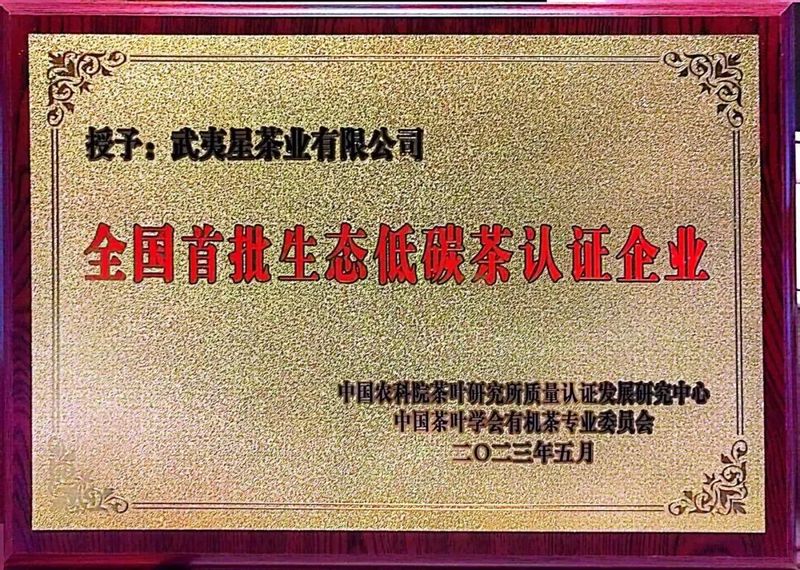 授予：武夷星茶业有限公司
全国首批生态低碳茶认证企业
中国农科院茶叶研究所质量认证发展研究中心
中国茶叶学会有机茶专业委员会
二〇二三年五月